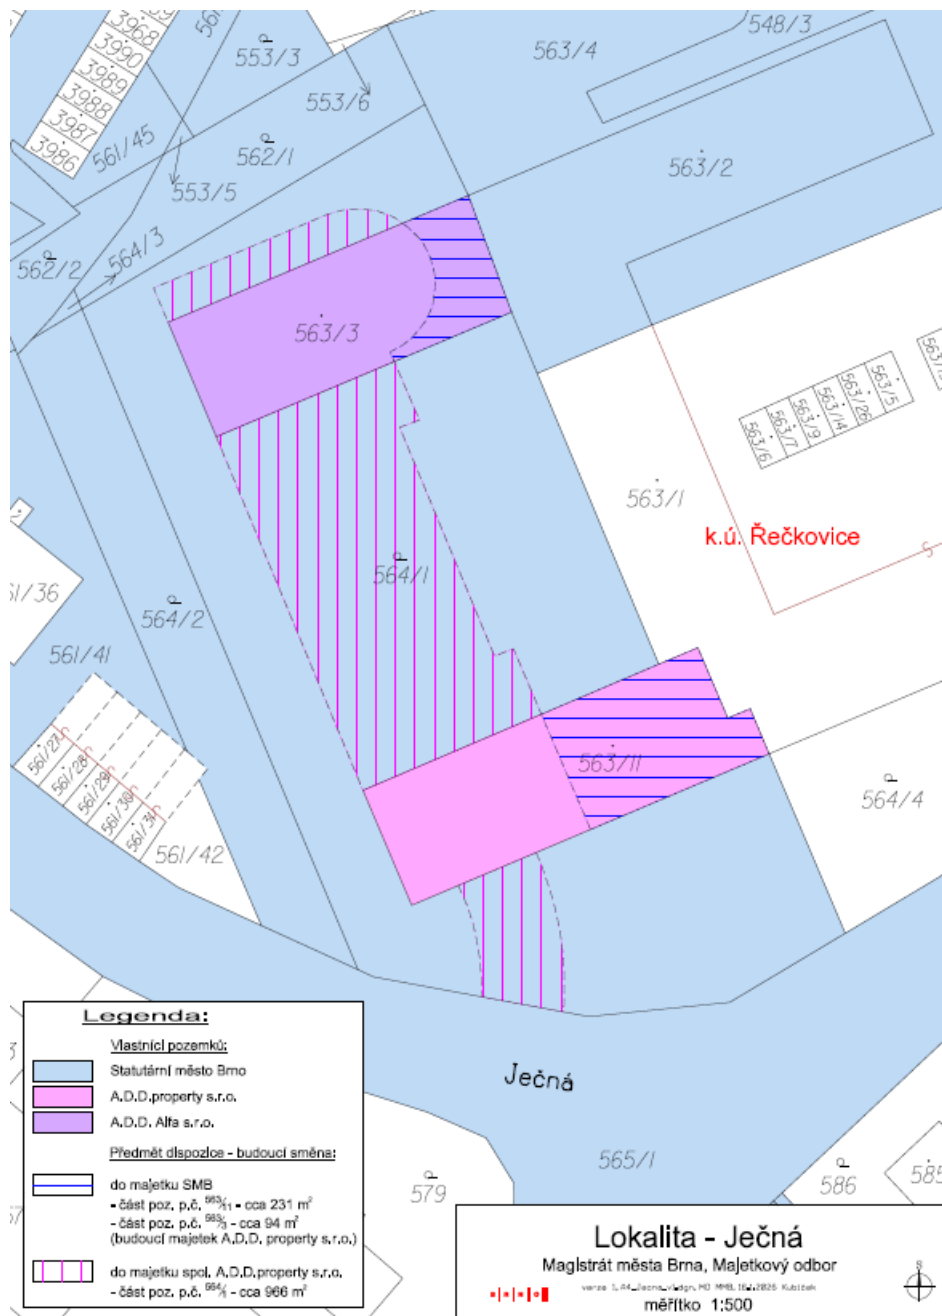 3968
3990
3989
3988
3987
3986
561/45
553/3
553/6
562/1
553/5
564/3
562/2
563/4
548/3
563/2
563/3
563/5
563/26
563/14
563/9
563/7
563/6
563/1
k.ú. Řečkovice
564/1
564/2
561/41
561/27
561/28
561/29
561/30
561/31
561/42
563/11
564/4
Ječná
565/1
579
586
585
Legenda:
Vlastníci pozemků:
Statutární město Brno
A.D.D.property s.r.o.
A.D.D. Alfa s.r.o.
Předmět dispozice - budoucí směna:
do majetku SMB
- část poz. p.č. 563/11 - cca 231 m²
- část poz. p.č. 563/3 - cca 94 m²
(budoucí majetek A.D.D. property s.r.o.)
do majetku spol. A.D.D.property s.r.o.
- část poz. p.č. 564/1 - cca 966 m²
Lokalita - Ječná
Magistrát města Brna, Majetkový odbor
měřítko 1:500
S